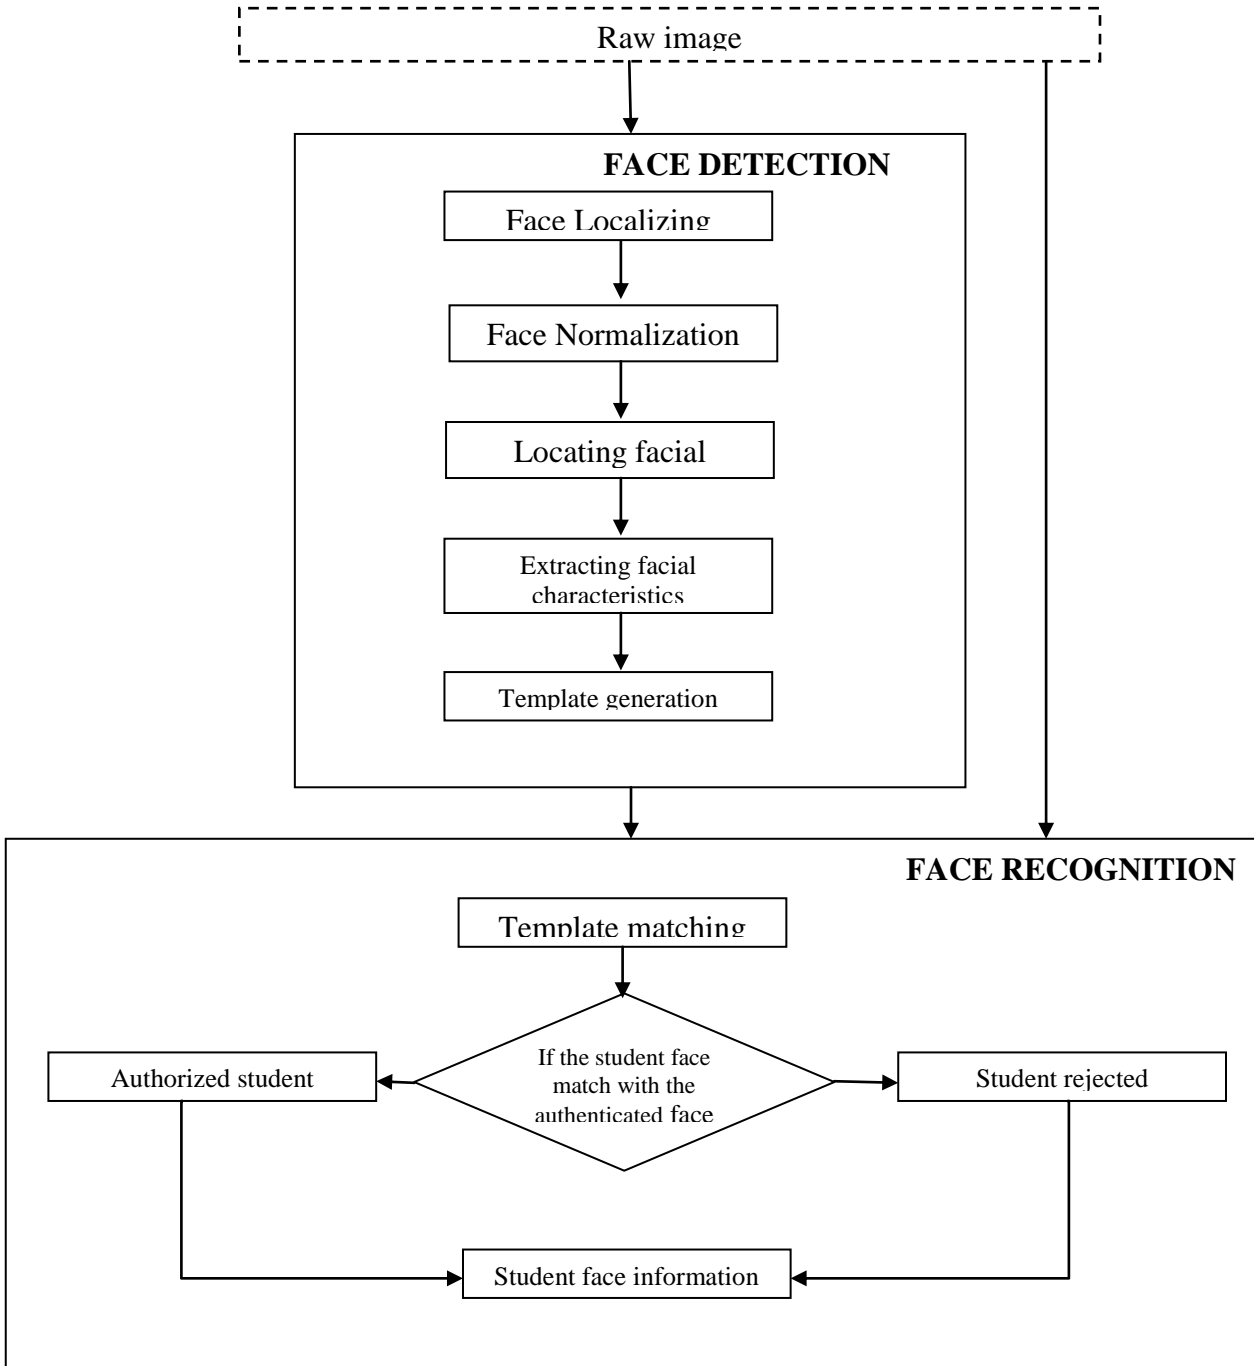 Raw image
FACE DETECTION
Face Localizing
Face Normalization
Locating facial
Extracting facial
characteristics
Template generation
FACE RECOGNITION
Template matching
If the student face
match with the
authenticated face
Authorized student
Student rejected
Student face information